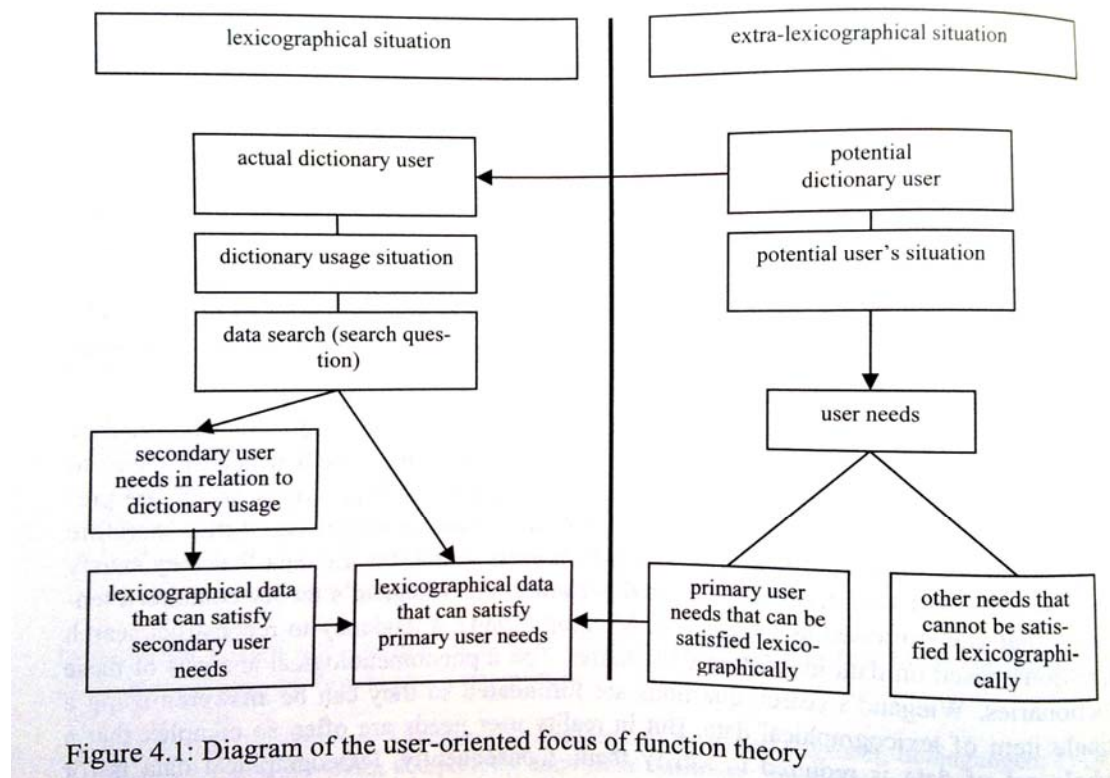 lexicographical situation
extra-lexicographical situation
actual dictionary user
potential
dictionary user
dictionary usage situation
potential user's situation
data search (search ques-
tion)
user needs
secondary user
needs in relation to
dictionary usage
lexicographical data
that can satisfy
secondary user
needs
lexicographical data
that can satisfy
primary user needs
primary user
needs that can be
satisfied lexico-
graphically
other needs that
cannot be satis-
fied lexicographi-
cally
Figure 4.1: Diagram of the user-oriented focus of function theory